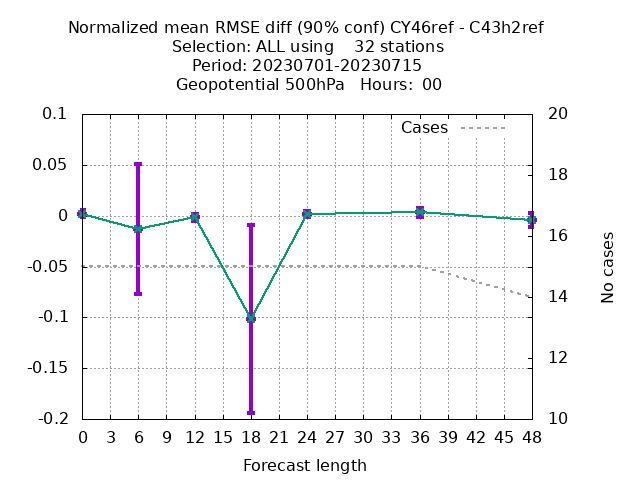 Normalized mean RMSE diff (90% conf) CY46ref - C43h2ref
Selection: ALL using    32 stations
Period: 20230701-20230715
Geopotential 500hPa   Hours:  00
0.1
0.05
0
-0.05
-0.1
-0.15
-0.2
Cases
20
18
16
14
12
10
No cases
0 3 6 9 12 15 18 21 24 27 30 33 36 39 42 45 48
Forecast length